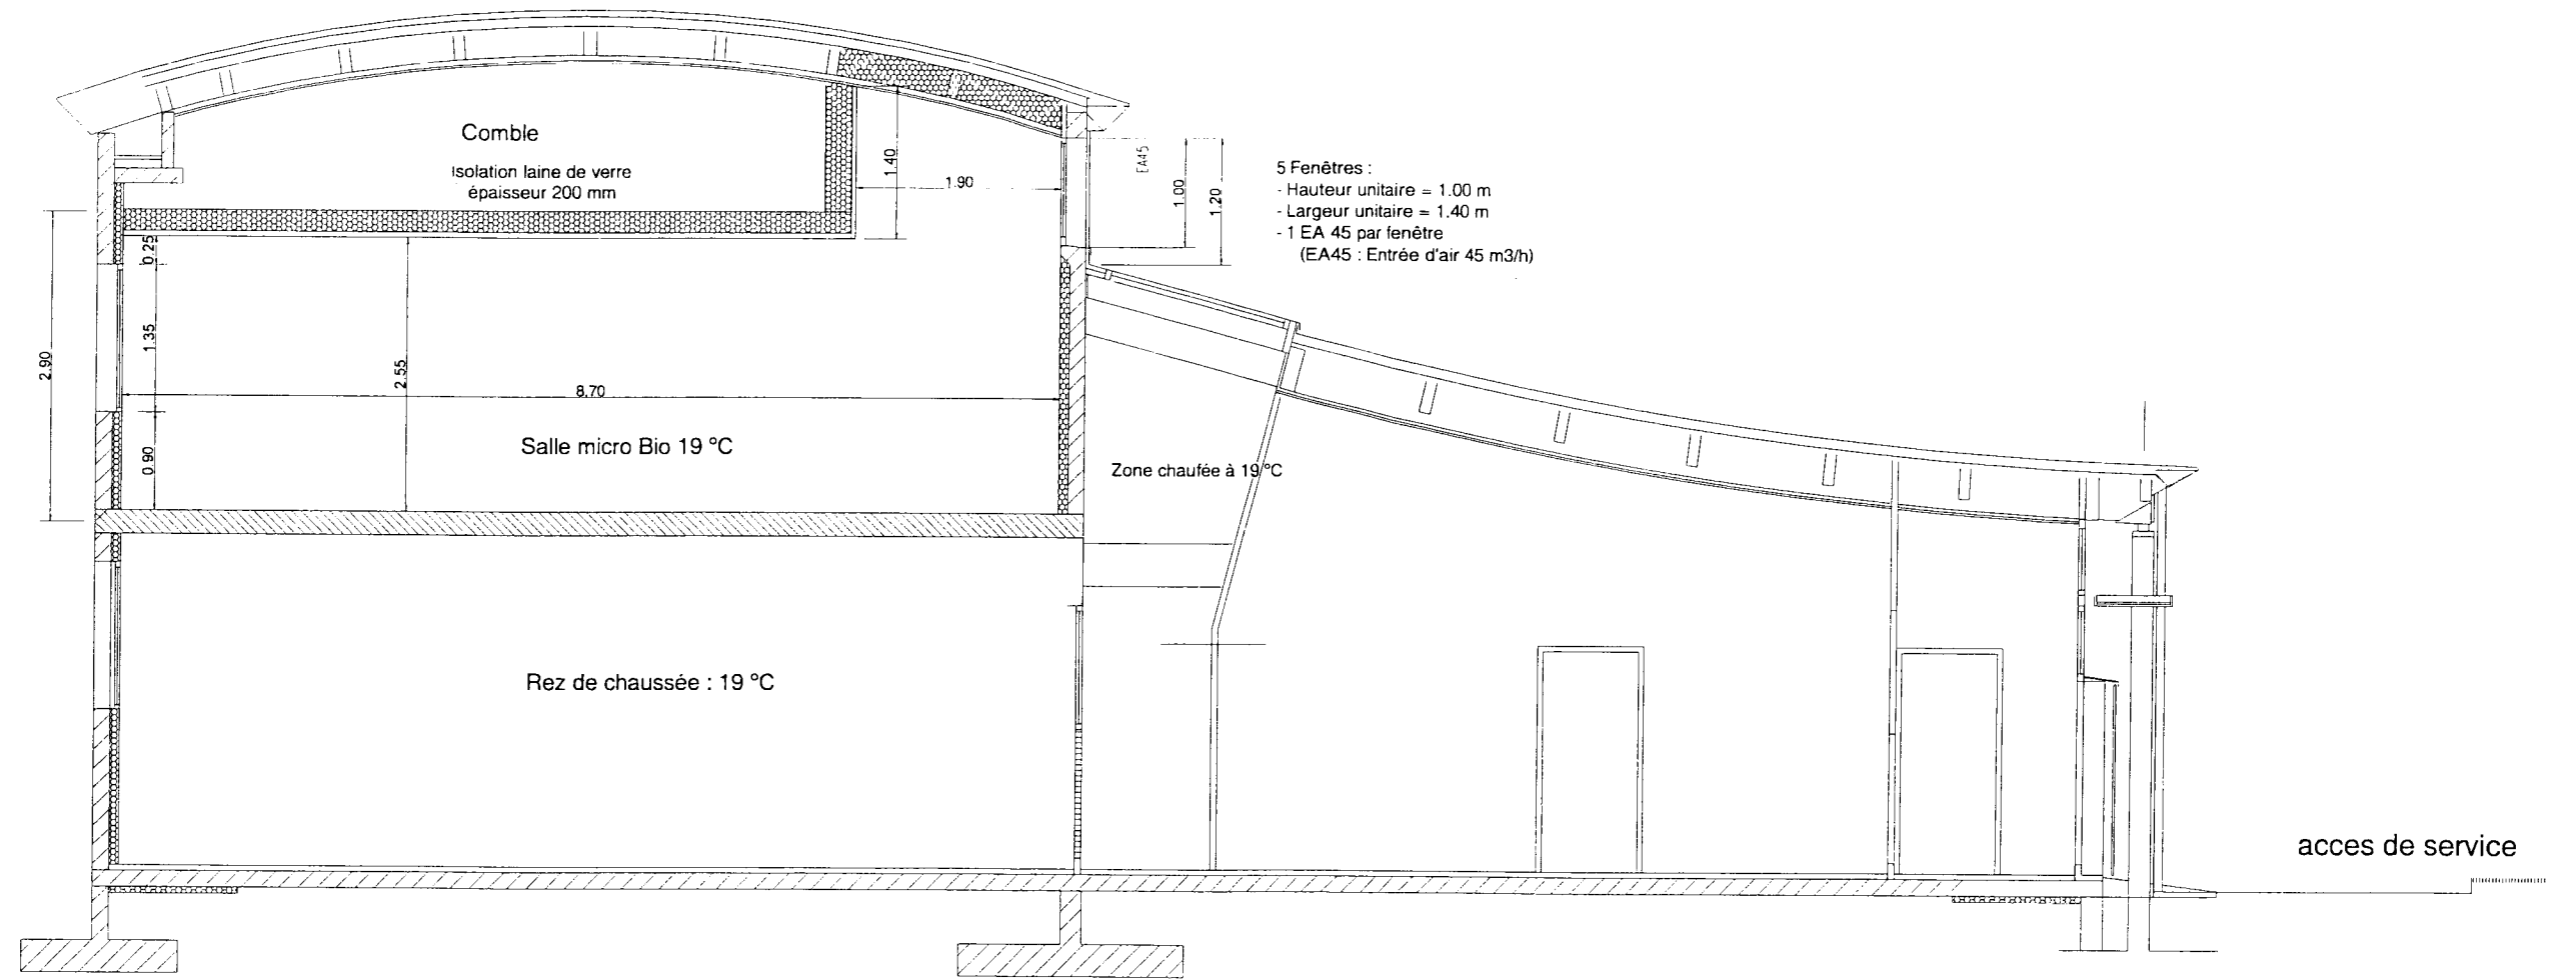 Comble
Isolation laine de verre
épaisseur 200 mm
1.40
1.90
EA45
1.00
1.20
5 Fenêtres :
- Hauteur unitaire = 1.00 m
- Largeur unitaire = 1.40 m
- 1 EA 45 par fenêtre
(EA45 : Entrée d'air 45 m3/h)
0.25
1.35
2.90
2.55
8.70
0.90
Salle micro Bio 19 °C
Zone chaufée à 19 °C
Rez de chaussée : 19 °C
acces de service